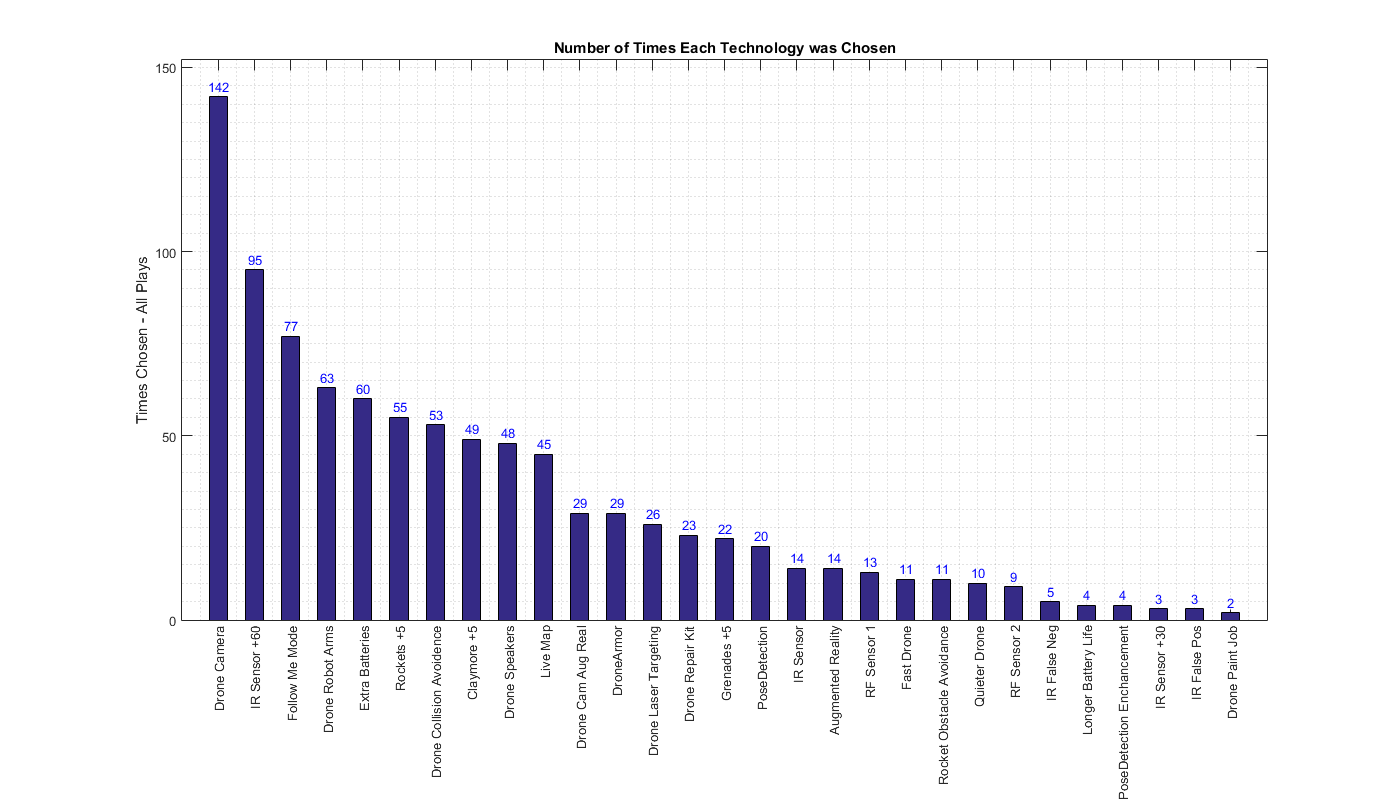 Number of Times Each Technology was Chosen
Times Chosen - All Plays
150
100
50
0
142
95
77
63
60
55
53
49
48
45
29
29
26
23
22
20
14
14
13
11
11
10
9
5
4
4
3
3
2
Drone Camera
IR Sensor +60
Follow Me Mode
Drone Robot Arms
Extra Batteries
Rockets +5
Drone Collision Avoidence
Claymore +5
Drone Speakers
Live Map
Drone Cam Aug Real
DroneArmor
Drone Laser Targeting
Drone Repair Kit
Grenades +5
PoseDetection
IR Sensor
Augmented Reality
RF Sensor 1
Fast Drone
Rocket Obstacle Avoidance
Quieter Drone
RF Sensor 2
IR False Neg
Longer Battery Life
PoseDetection Enchancement
IR Sensor +30
IR False Pos
Drone Paint Job